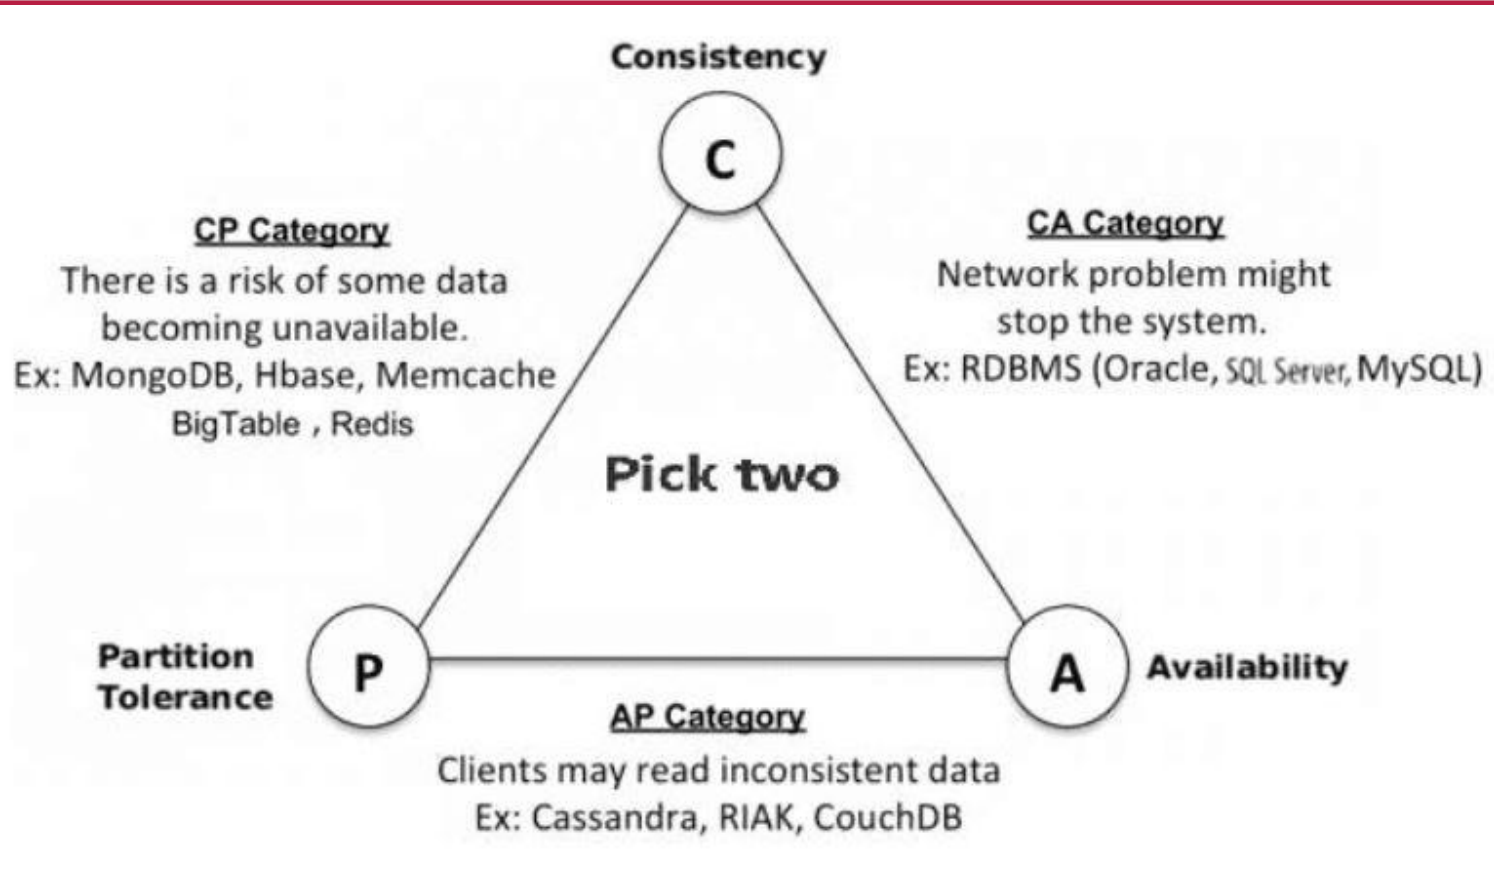 Consistency
C
CP Category
There is a risk of some data
becoming unavailable.
Ex: MongoDB, Hbase, Memcache
BigTable , Redis
CA Category
Network problem might
stop the system.
Ex: RDBMS (Oracle, SQL Server, MySQL)
Pick two
Partition
Tolerance
P
A
Availability
AP Category
Clients may read inconsistent data
Ex: Cassandra, RIAK, CouchDB